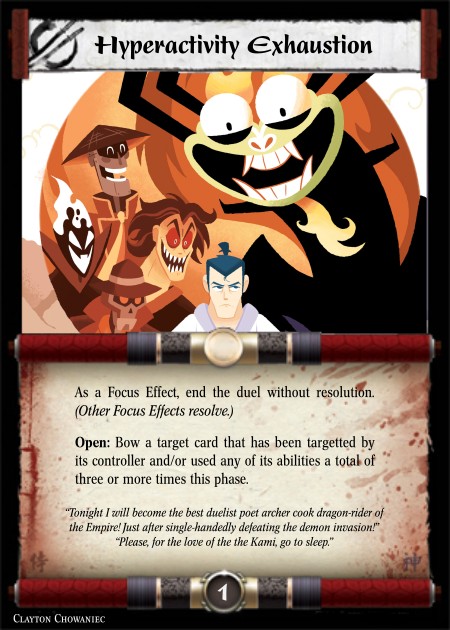 Hyperactivity Exhaustion
As a Focus Effect, end the duel without resolution.
(Other Focus Effects resolve.)
Open: Bow a target card that has been targetted by
its controller and/or used any of its abilities a total of
three or more times this phase.
"Tonight I will become the best duelist poet archer cook dragon-rider of
the Empire! Just after single-handedly defeating the demon invasion!"
"Please, for the love of the the Kami, go to sleep."
1
Clayton Chowaniec